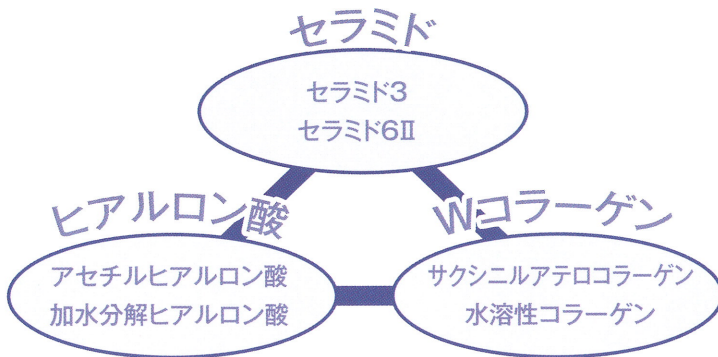 セラミド
セラミド3
セラミド6Ⅱ
ヒアルロン酸
アセチルヒアルロン酸
加水分解ヒアルロン酸
Wコラーゲン
サクシニルアテロコラーゲン
水溶性コラーゲン